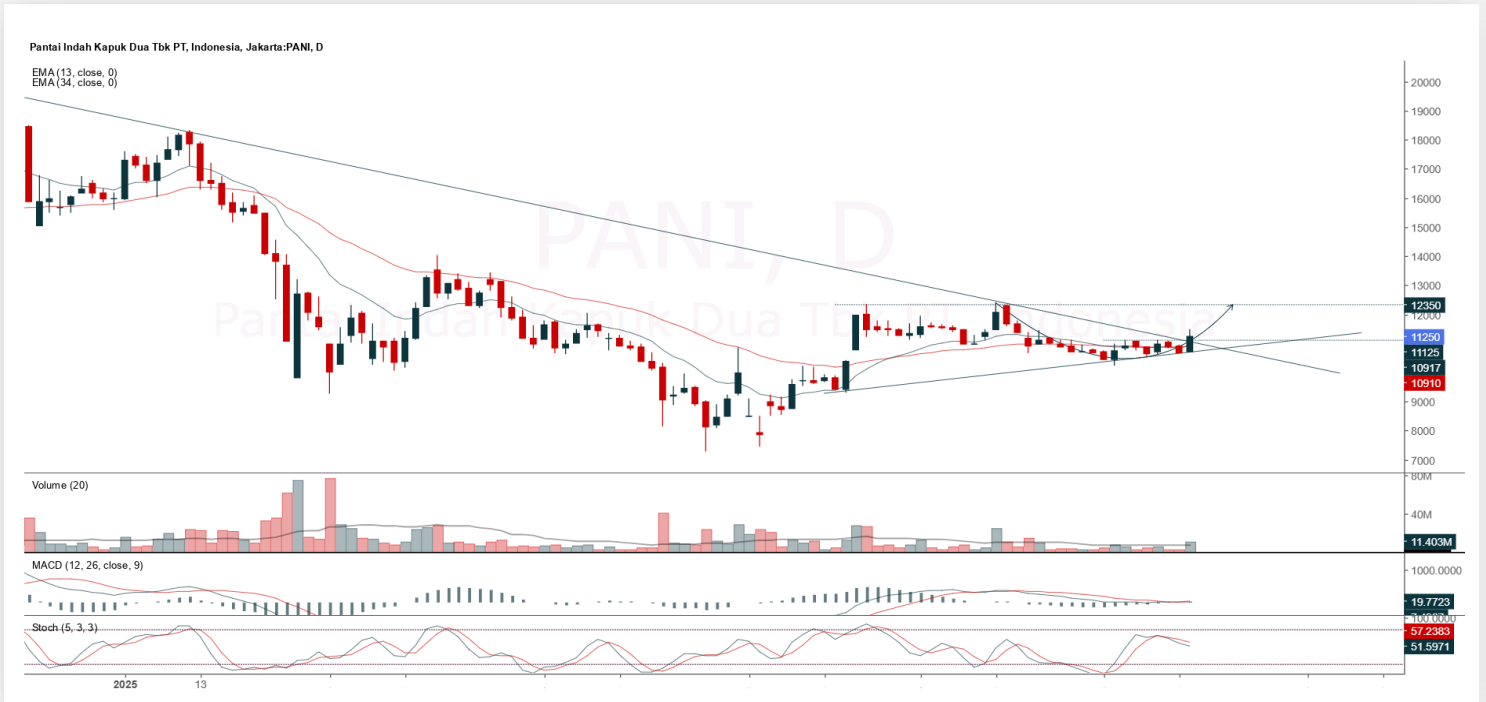 Pantai Indah Kapuk Dua Tbk PT, Indonesia, Jakarta:PANI, D
EMA (13, close, 0)
EMA (34, close, 0)
PANI, D
Pantai Indah Kapuk Dua Tbk PT, Indonesia
20000
19000
18000
17000
16000
15000
14000
13000
12350
12000
11250
11125
10917
10910
9000
8000
7000
Volume (20)
80M
40M
11.403M
MACD (12, 26, close, 9)
1000.0000
19.7723
Stoch (5, 3, 3)
100.0000
57.2383
51.5971
2025
13